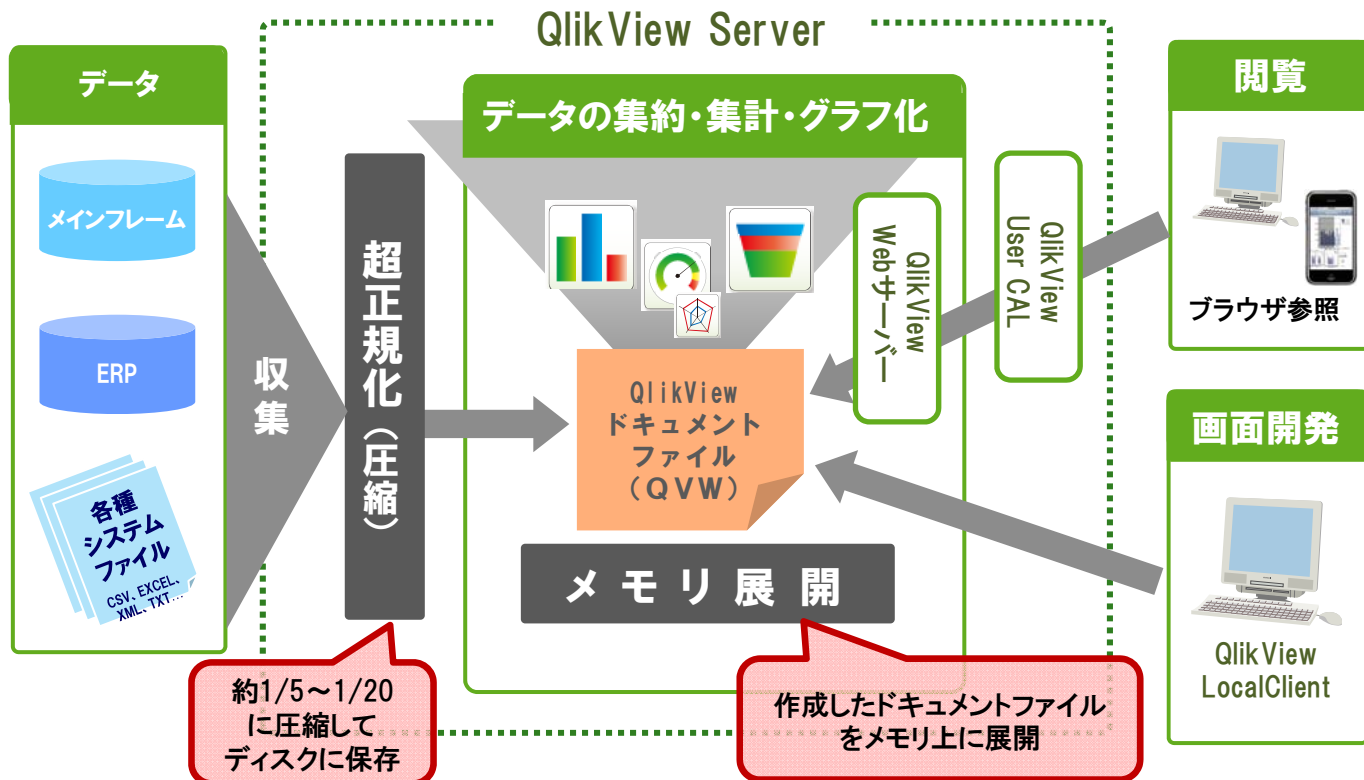 QlikView Server
データ
メインフレーム
ERP
各種
システム
ファイル
CSV、EXCEL、
XML、TXT…
収集
超正規化（圧縮）
約1/5～1/20
に圧縮して
ディスクに保存
データの集約・集計・グラフ化
QlikView
ドキュメント
ファイル
（QVW）
メモリ展開
作成したドキュメントファイル
をメモリ上に展開
QlikView
Webサーバー
QlikView
User CAL
閲覧
ブラウザ参照
画面開発
QlikView
LocalClient